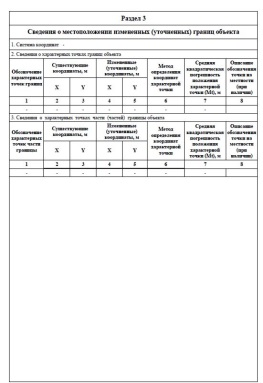 Раздел 3
Сведения о местоположении измененных (уточненных) границ объекта
1. Система координат -
2. Сведения о характерных точках границ объекта
Обозначение характерных точек границ
Существующие координаты, м
Измененные (уточненные) координаты, м
Метод определения координат характерной точки
Средняя квадратическая погрешность положения характерной точки (Mt), м
Описание обозначения точки на местности (при наличии)
X Y X Y
1 2 3 4 5 6 7 8
- - - - - - - -
3. Сведения о характерных точках части (частей) границы объекта
Обозначение характерных точек части границы
Существующие координаты, м
Измененные (уточненные) координаты, м
Метод определения координат характерной точки
Средняя квадратическая погрешность положения характерной точки (Mt), м
Описание обозначения точки на местности (при наличии)
X Y X Y
1 2 3 4 5 6 7 8
- - - - - - -